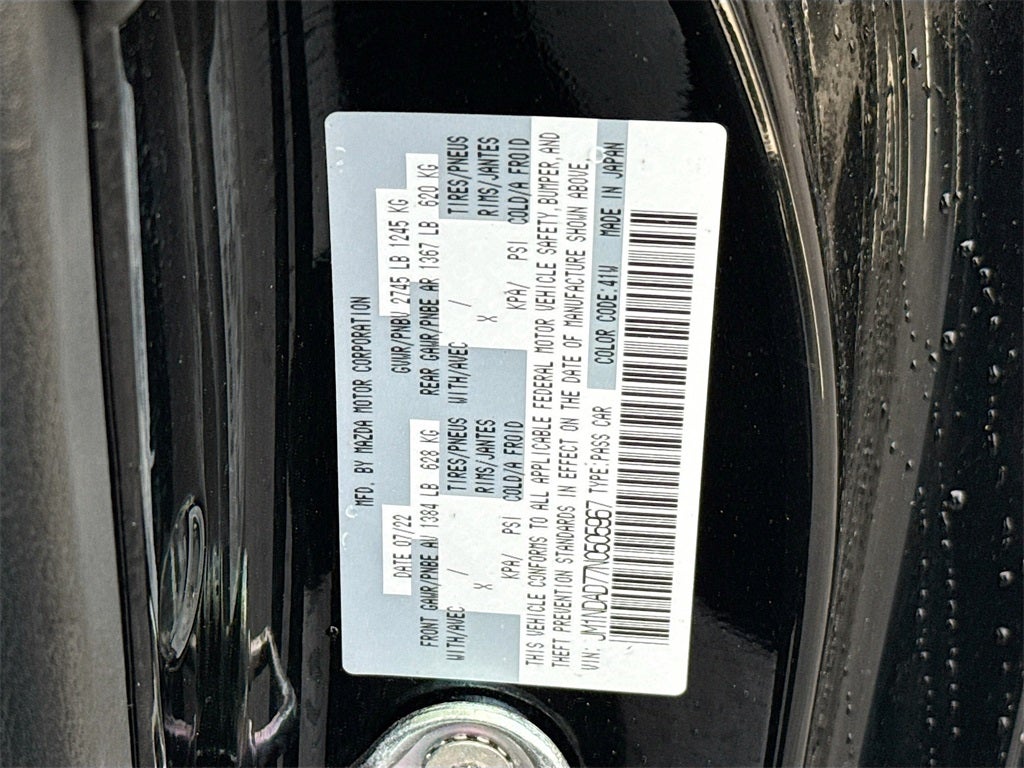 MFD. BY MAZDA MOTOR CORPORATION
DATE 07/22 GVWR/PNBV 2745 LB 1245 KG
FRONT GAWR/PNBE AV 1384 LB 628 KG REAR GAWR/PNBE AR 1367 LB 620 KG
WITH/AVEC / TIRES/PNEUS WITH/AVEC / TIRES/PNEUS
X RIMS/JANTES X RIMS/JANTES
KPA/ PSI COLD/A FROID KPA/ PSI COLD/A FROID
THIS VEHICLE CONFORMS TO ALL APPLICABLE FEDERAL MOTOR VEHICLE SAFETY, BUMPER, AND
THEFT PREVENTION STANDARDS IN EFFECT ON THE DATE OF MANUFACTURE SHOWN ABOVE.
VIN: JM1NDAD77N0506967 TYPE:PASS CAR COLOR CODE:41W MADE IN JAPAN